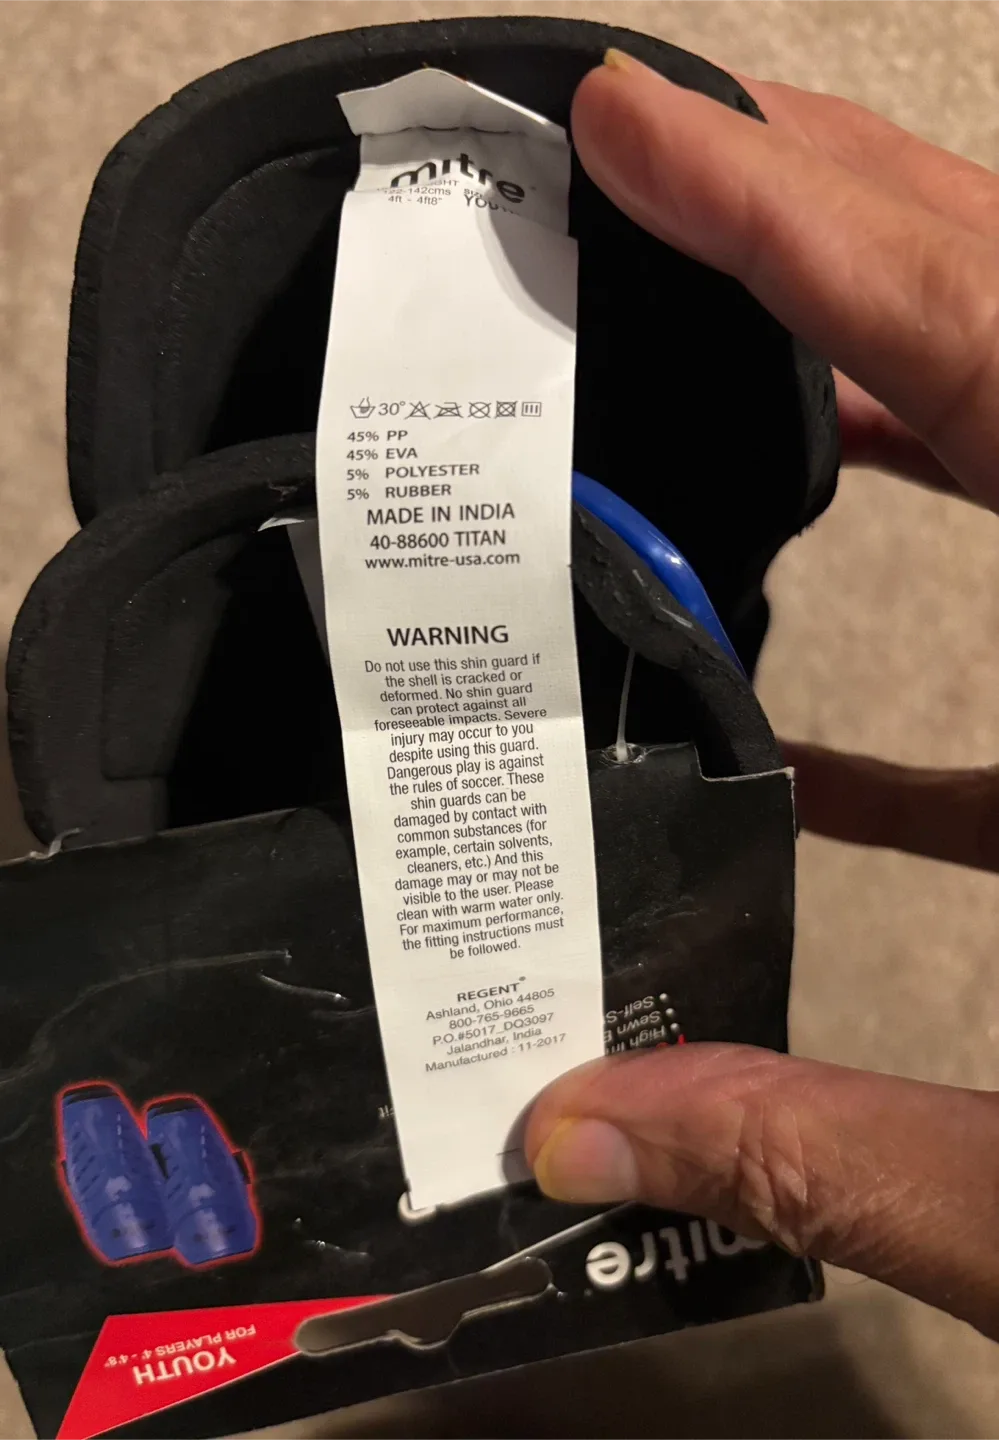 mitre
122-142cms
4ft - 4ft8"
30°
45% PP
45% EVA
5% POLYESTER
5% RUBBER
MADE IN INDIA
40-88600 TITAN
www.mitre-usa.com
WARNING
Do not use this shin guard if
the shell is cracked or
deformed. No shin guard
can protect against all
foreseeable impacts. Severe
injury may occur to you
despite using this guard.
Dangerous play is against
the rules of soccer. These
shin guards can be
damaged by contact with
common substances (for
example, certain solvents,
cleaners, etc.) And this
damage may or may not be
visible to the user. Please
clean with warm water only.
For maximum performance,
the fitting instructions must
be followed.
REGENT®
Ashland, Ohio 44805
800-765-9665
P.O.#5017_DQ3097
Jalandhar, India
Manufactured : 11-2017
mitre
YOUTH
FOR PLAYERS 4' - 4'8"
• High
• Sewn